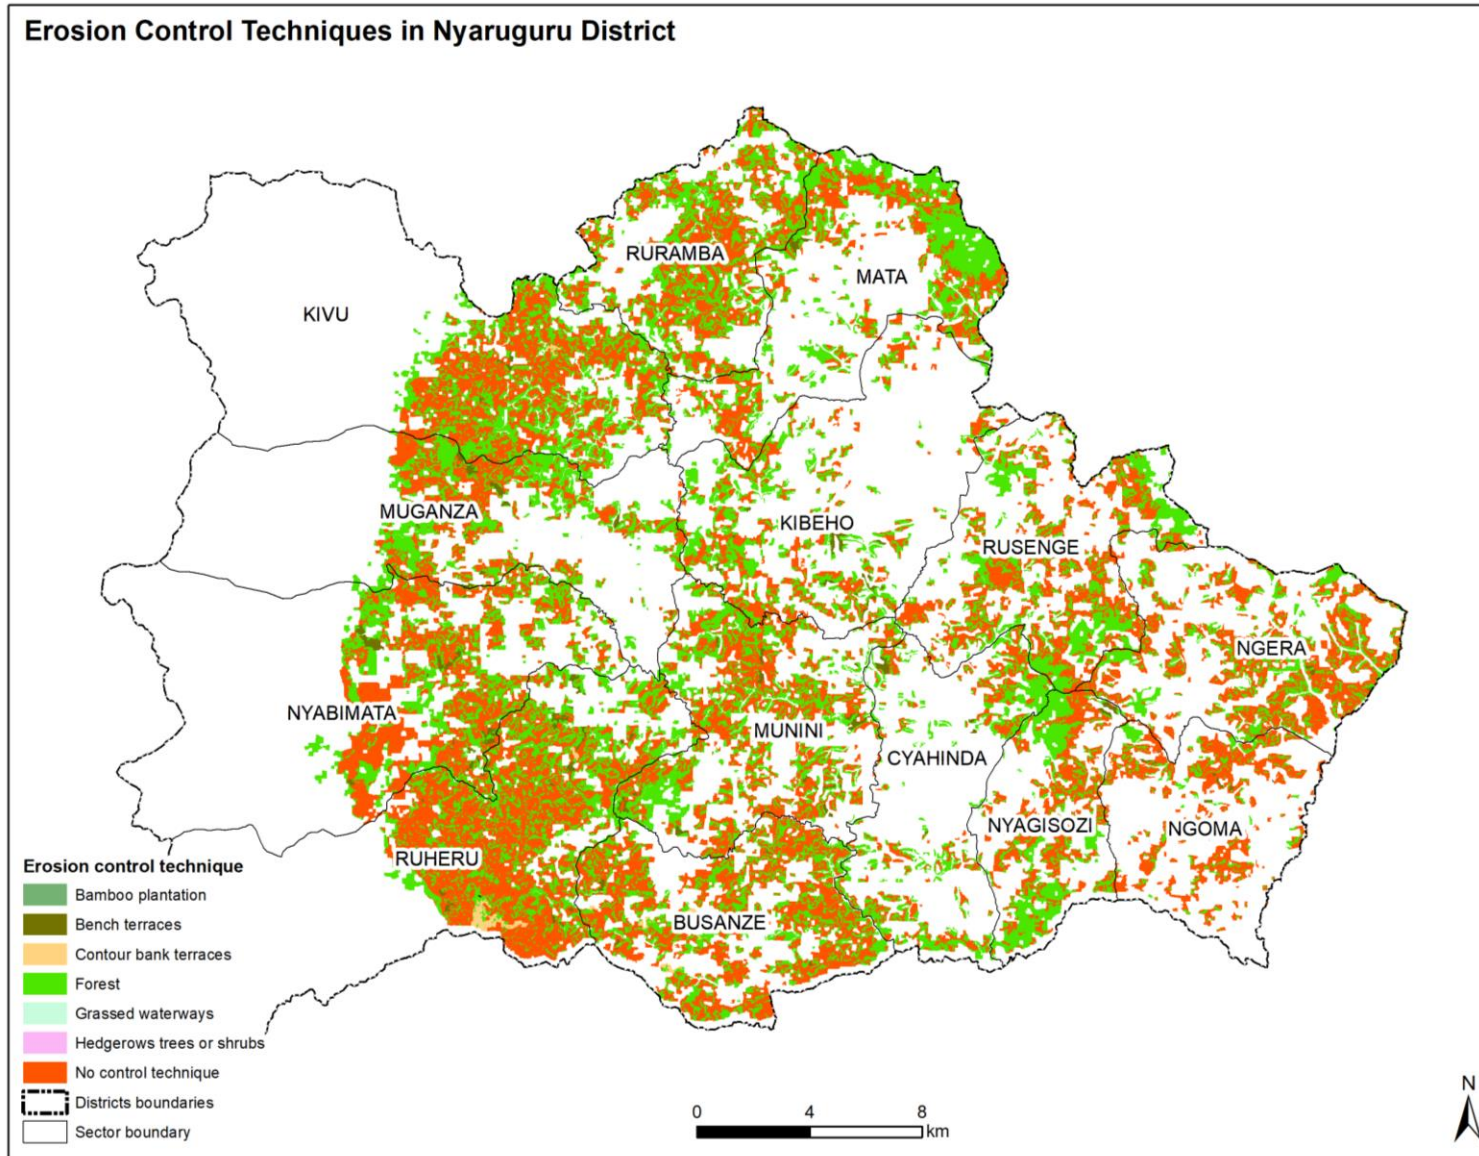 Erosion Control Techniques in Nyaruguru District
RURAMBA
MATA
KIVU
MUGANZA
KIBEHO
RUSENGE
NGERA
NYABIMATA
MUNINI
CYAHINDA
NYAGISOZI
NGOMA
RUHERU
BUSANZE
Erosion control technique
Bamboo plantation
Bench terraces
Contour bank terraces
Forest
Grassed waterways
Hedgerows trees or shrubs
No control technique
Districts boundaries
Sector boundary
0 4 8
km
N